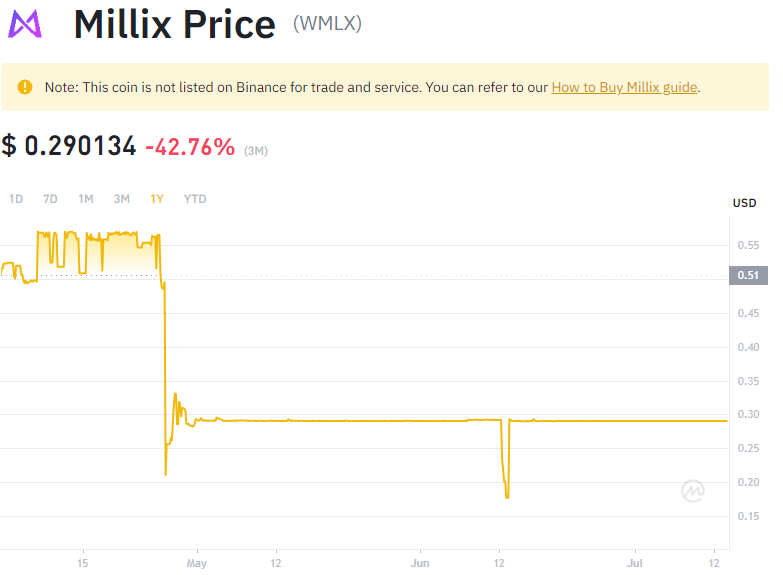 Millix Price (WMLX)
Note: This coin is not listed on Binance for trade and service. You can refer to our How to Buy Millix guide.
$ 0.290134 -42.76% (3M)
1D 7D 1M 3M 1Y YTD
USD
0.55
0.51
0.45
0.40
0.35
0.30
0.25
0.20
0.15
15 May 12 Jun 12 Jul 12